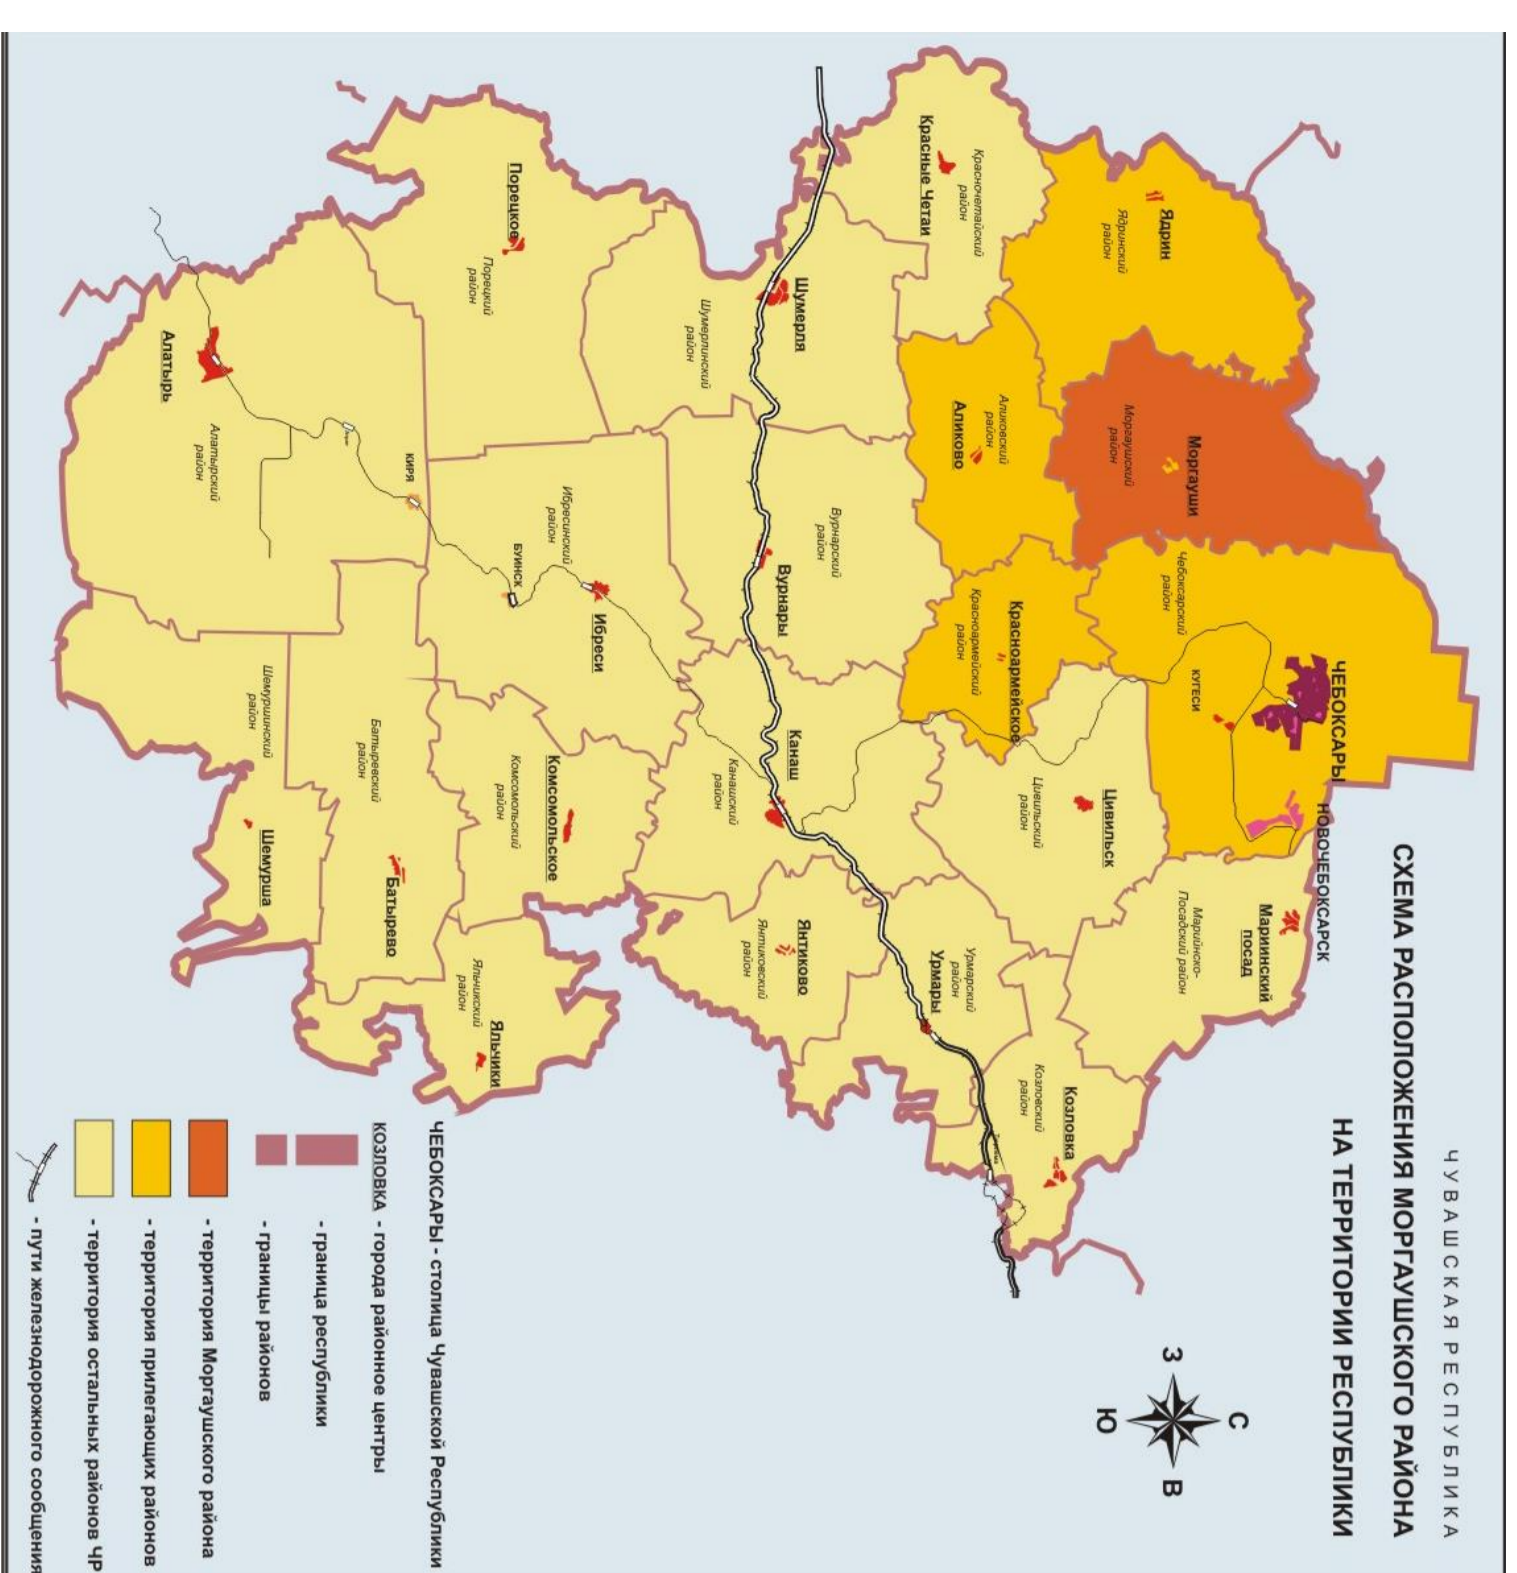 ЧУВАШСКАЯ РЕСПУБЛИКА
СХЕМА РАСПОЛОЖЕНИЯ МОРГАУШСКОГО РАЙОНА
НА ТЕРРИТОРИИ РЕСПУБЛИКИ
С
З
В
Ю
ЧЕБОКСАРЫ
НОВОЧЕБОКСАРСК
Мариинский
посад
Марийнско-
Посадский район
КУГЕСИ
Чебоксарский
район
Моргауши
Моргаушский
район
Ядрин
Ядринский
район
Цивильск
Цивильский
район
Козловка
Козловский
район
Красноармейское
Красноармейский
район
Аликовский
район
Аликово
Красночетайский
район
Красные Четаи
Урмарский
район
Урмары
Вурнарский
район
Вурнары
Шумерля
Шумерлинский
район
Канаш
Канашский
район
Янтиково
Янтиковский
район
Ибреси
Ибресинский
район
БУИНСК
Комсомольское
Комсомольский
район
Порецкое
Порецкий
район
Яльчики
Яльчикский
район
КИРЯ
Батыревский
район
Батырево
Шемуршинский
район
Шемурша
Алатырский
район
Алатырь
ЧЕБОКСАРЫ - столица Чувашской Республики
КОЗЛОВКА - города районное центры
- граница республики
- границы районов
- территория Моргаушского района
- территория прилегающих районов
- территория остальных районов ЧР
- пути железнодорожного сообщения